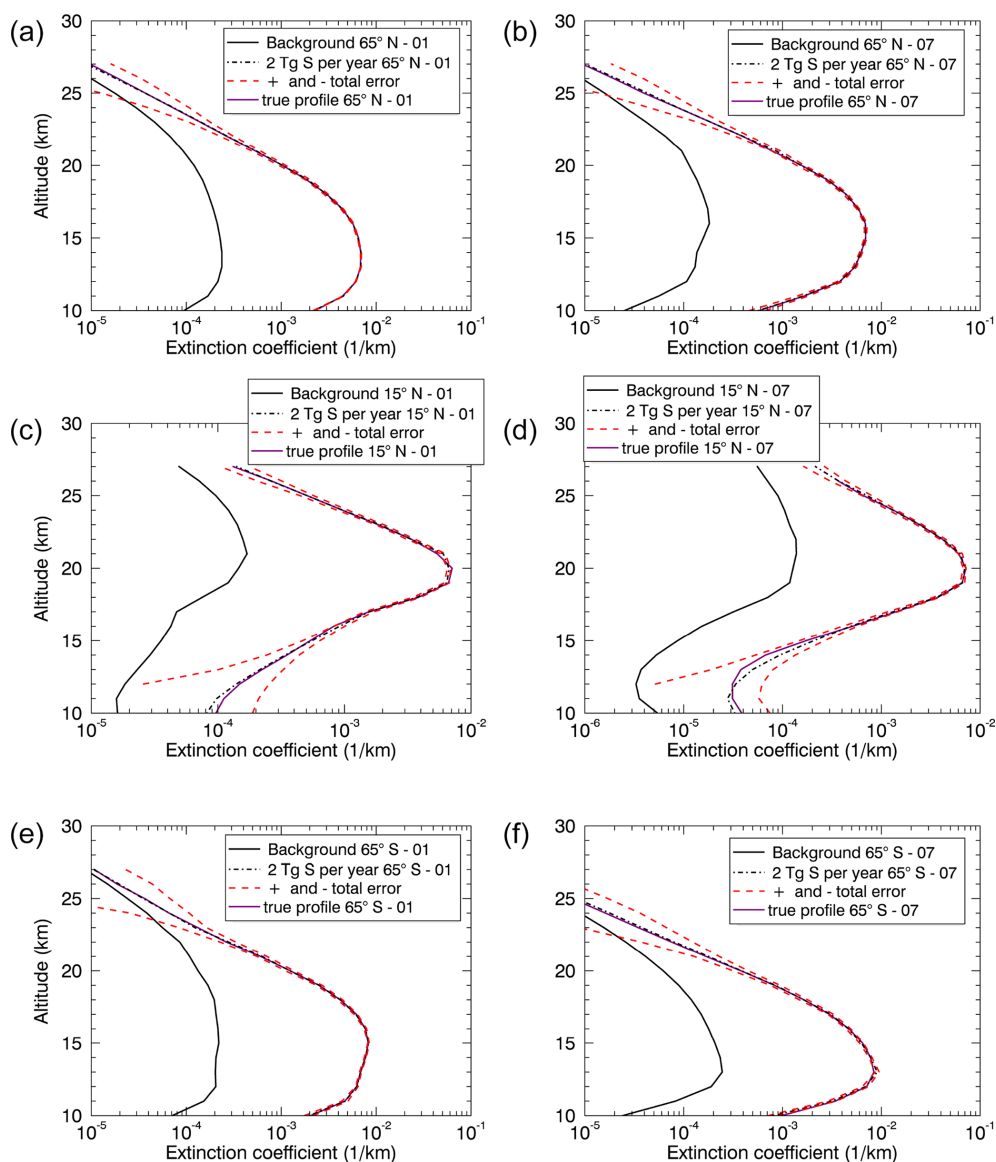 (a)
30
25
20
15
10
Altitude (km)
Background 65° N - 01
2 Tg S per year 65° N - 01
+ and - total error
true profile 65° N - 01
10-5 10-4 10-3 10-2 10-1
Extinction coefficient (1/km)
(b)
30
25
20
15
10
Background 65° N - 07
2 Tg S per year 65° N - 07
+ and - total error
true profile 65° N - 07
10-5 10-4 10-3 10-2 10-1
Extinction coefficient (1/km)
(c)
30
25
20
15
10
Altitude (km)
Background 15° N - 01
2 Tg S per year 15° N - 01
+ and - total error
true profile 15° N - 01
10-5 10-4 10-3 10-2
Extinction coefficient (1/km)
(d)
30
25
20
15
10
Background 15° N - 07
2 Tg S per year 15° N - 07
+ and - total error
true profile 15° N - 07
10-6 10-5 10-4 10-3 10-2
Extinction coefficient (1/km)
(e)
30
25
20
15
10
Altitude (km)
Background 65° S - 01
2 Tg S per year 65° S - 01
+ and - total error
true profile 65° S - 01
10-5 10-4 10-3 10-2 10-1
Extinction coefficient (1/km)
(f)
30
25
20
15
10
Background 65° S - 07
2 Tg S per year 65° S - 07
+ and - total error
true profile 65° S - 07
10-5 10-4 10-3 10-2 10-1
Extinction coefficient (1/km)